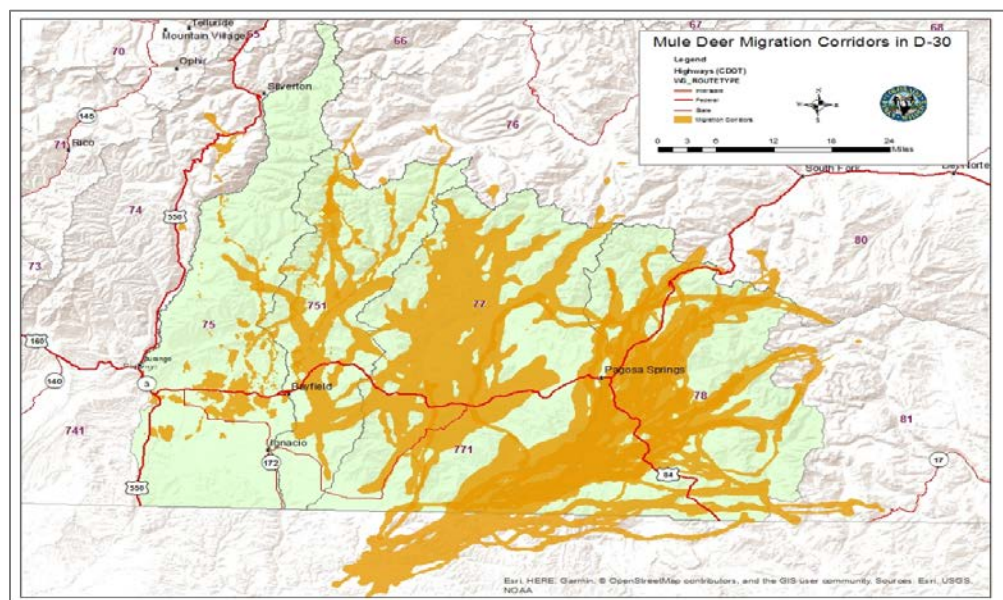 Mule Deer Migration Corridors in D-30
Legend
Highways (CDOT)
Interstate
Federal
State
Migration Corridors
N
W
E
S
0 3 6 12 18 24
Miles
Telluride
Mountain Village
65
66
67
68
70
Ophir
Silverton
145
76
71
Rico
South Fork
Del Norte
74
550
80
73
75
751
77
160
Durango
140
3
Bayfield
Pagosa Springs
78
741
Ignacio
172
771
81
550
84
17
Esri, HERE, Garmin, © OpenStreetMap contributors, and the GIS user community, Sources: Esri, USGS,
NOAA